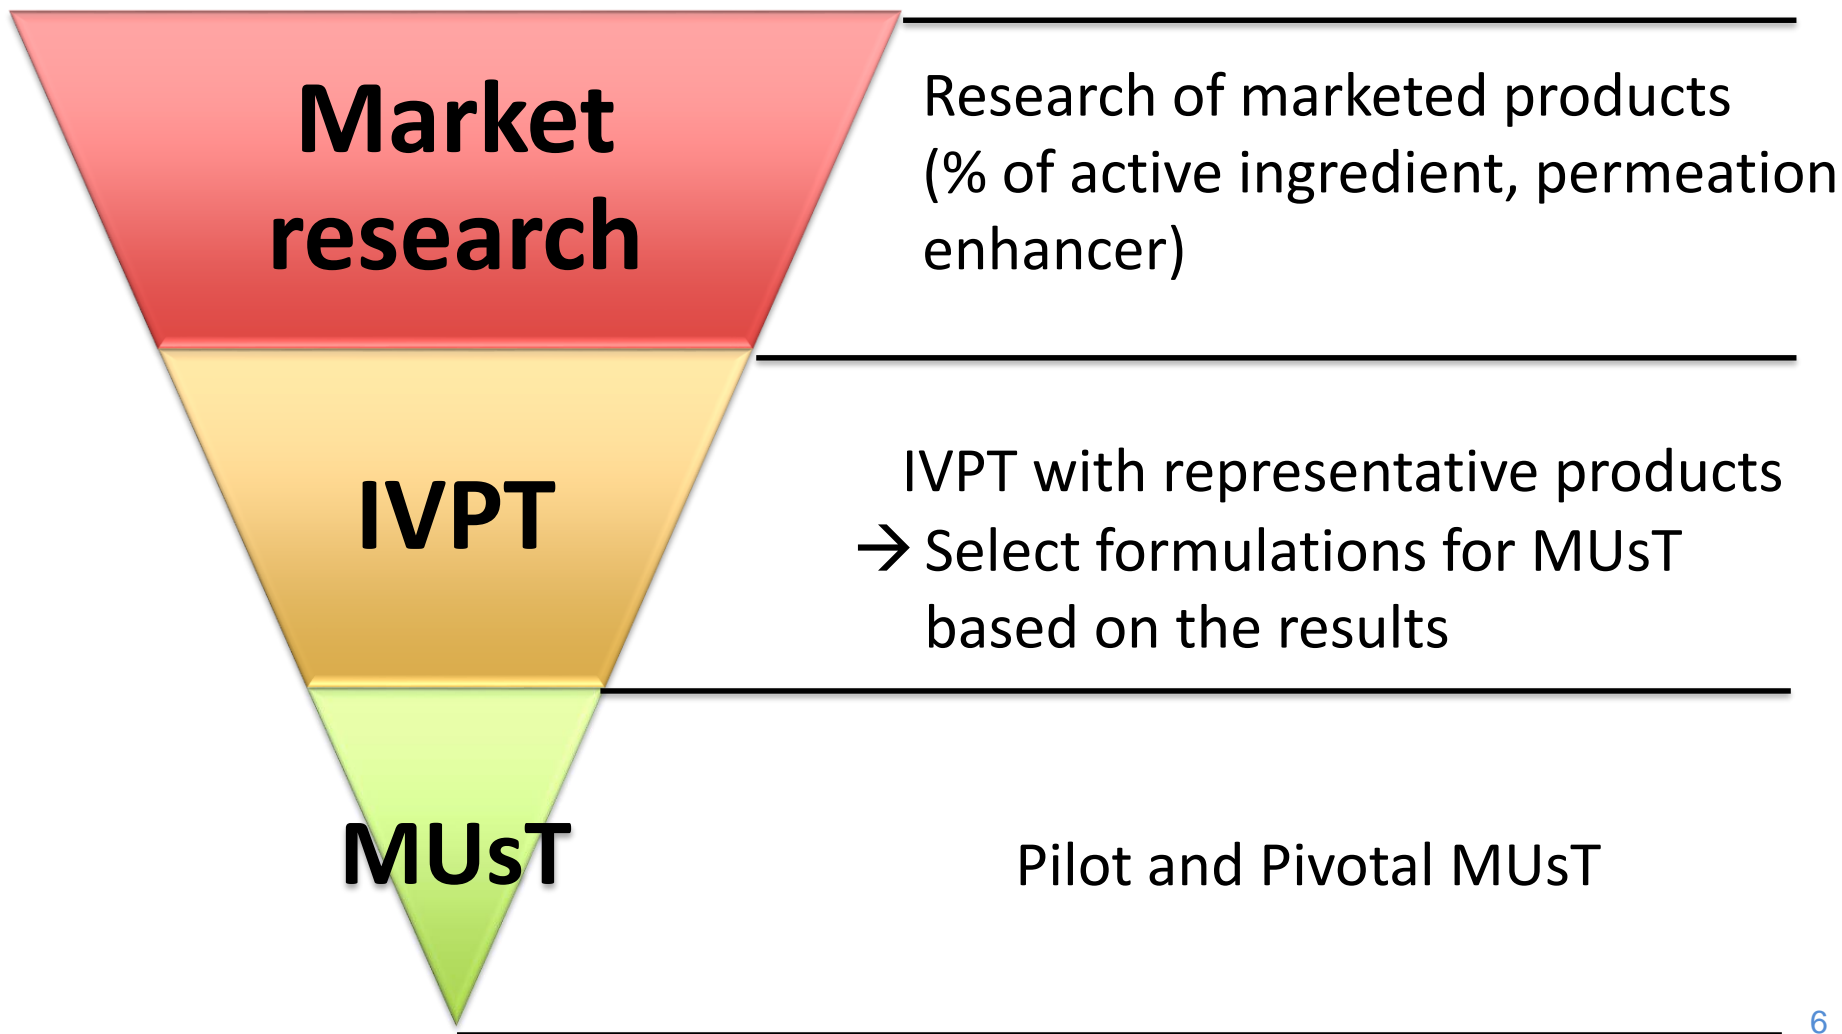 Market
research
Research of marketed products
(% of active ingredient, permeation
enhancer)
IVPT
IVPT with representative products
→ Select formulations for MUsT
based on the results
MUsT
Pilot and Pivotal MUsT
6